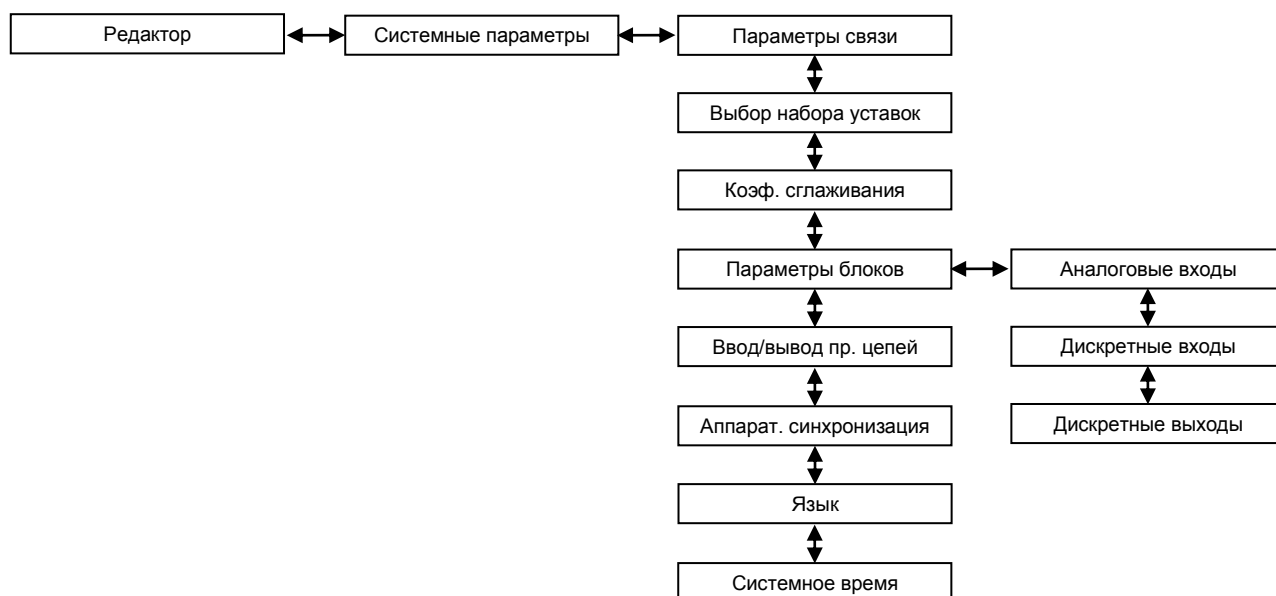 Редактор
Системные параметры
Параметры связи
Выбор набора уставок
Коэф. сглаживания
Параметры блоков
Аналоговые входы
Ввод/вывод пр. цепей
Дискретные входы
Аппарат. синхронизация
Дискретные выходы
Язык
Системное время